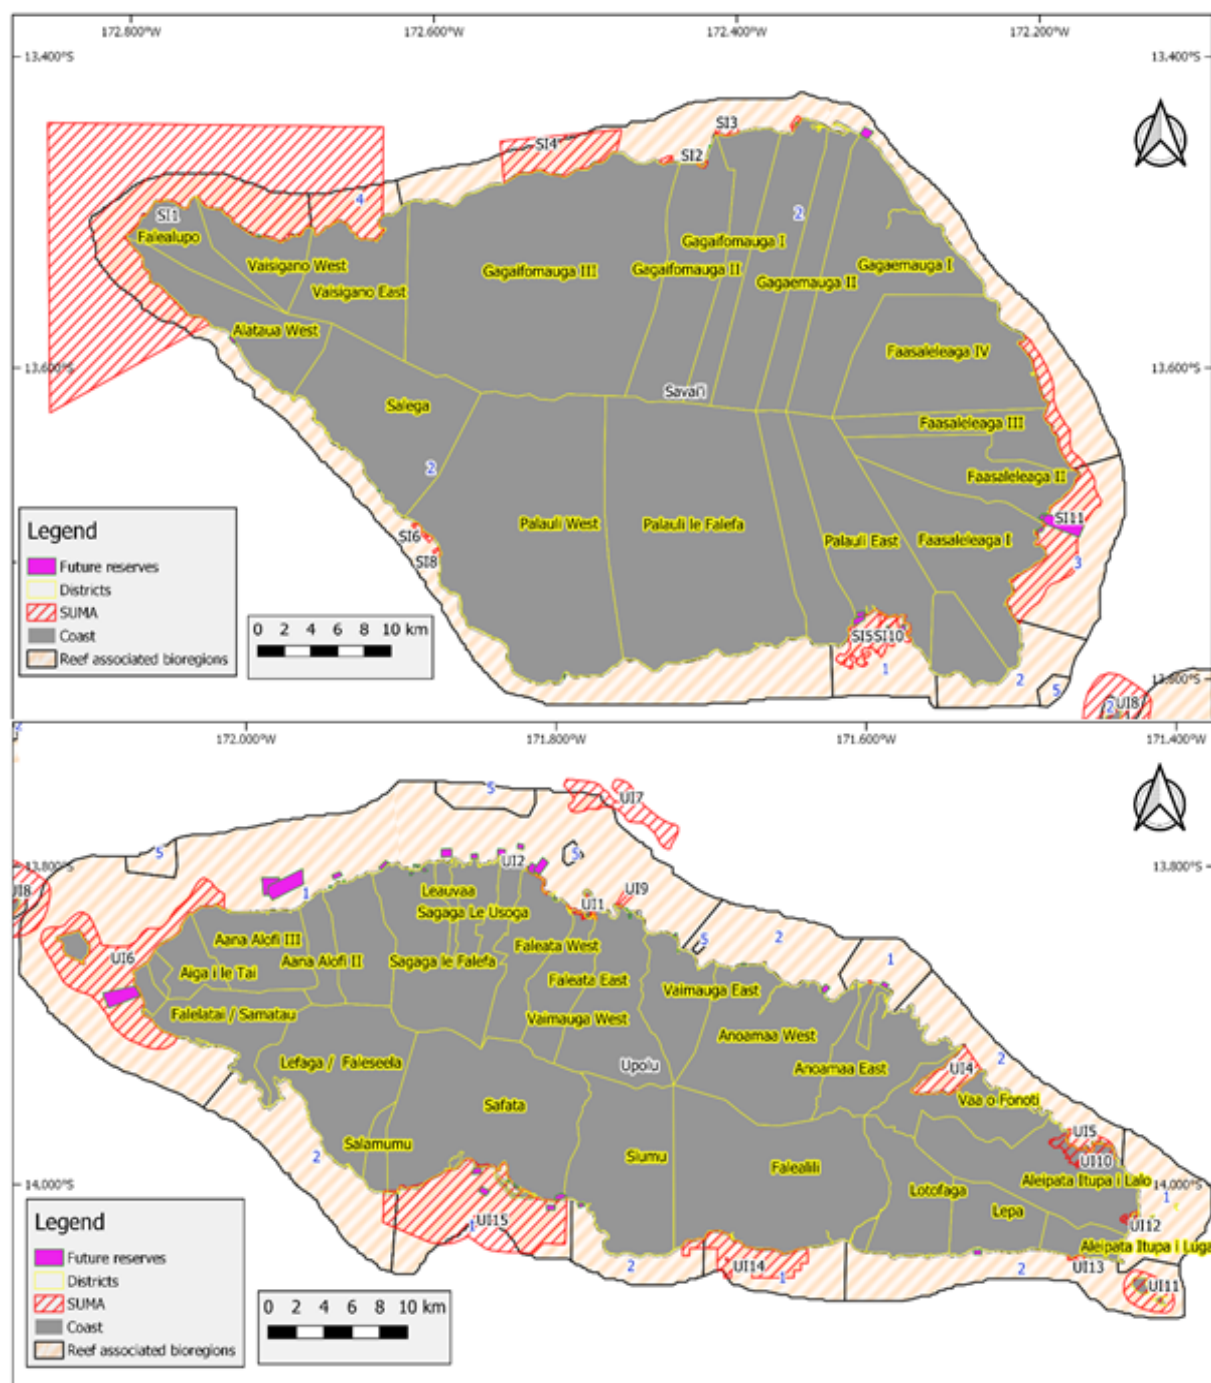 172.800°W 172.600°W 172.400°W 172.200°W
13.400°S 13.400°S
SI3
SI4
SI2
4
SI1
2
Falealupo
Gagaifomauga I
Vaisigano West
Gagaifomauga III Gagaifomauga II Gagaemauga I
Gagaemauga II
Vaisigano East
Alataua West
Faasaleleaga IV
13.600°S 13.600°S
Savai'i
Salega
Faasaleleaga III
2
Faasaleleaga II
Legend
SI11
Palauli West Palauli le Falefa
SI6
Palauli East Faasaleleaga I
Future reserves
SI8
3
Districts
SUMA
0 2 4 6 8 10 km
Coast
SI5SI10
Reef associated bioregions
1
2
5
UI8
2
172.000°W 171.800°W 171.600°W 171.400°W
5
UI7
5
5
13.800°S 13.800°S
UI2
UI8
Leauvaa
UI9
1
UI1
Sagaga Le Usoga
Aana Alofi III
Faleata West
5
2
UI6
Aana Alofi II Sagaga le Falefa
1
Aiga i le Tai
Faleata East
Vaimauga East
Falelatai / Samatau
Vaimauga West
Anoamaa West
Lefaga / Faleseela
Upolu
Anoamaa East
2
UI4
Safata
Vaa o Fonoti
UI5
Salamumu
2
Siumu
Falealili
UI10
Aleipata Itupa i Lalo
14.000°S 14.000°S
Lotofaga
1
Lepa
Legend
UI15
1
UI12
Aleipata Itupa i Luga
Future reserves
2
UI14
1
2
UI13
Districts
UI11
SUMA
0 2 4 6 8 10 km
Coast
Reef associated bioregions